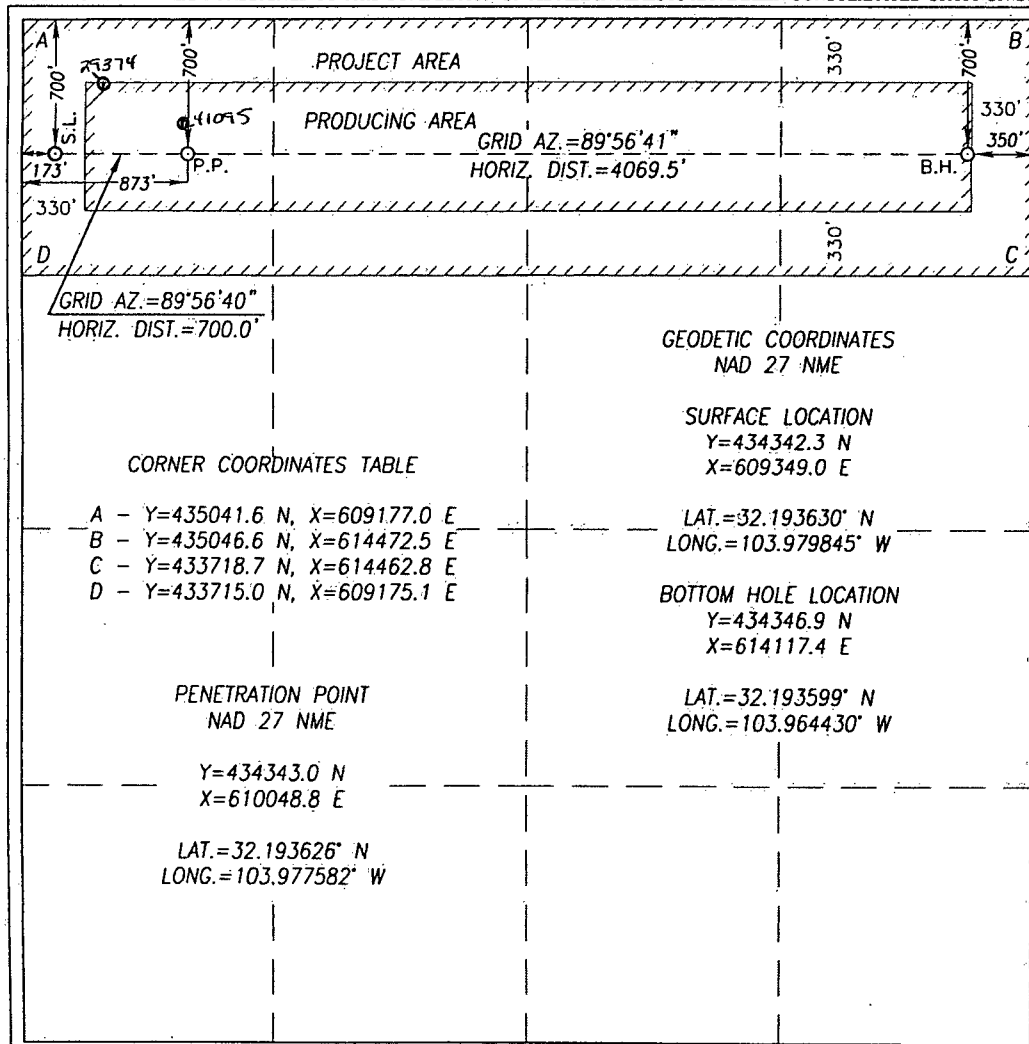 A
700'
700'
PROJECT AREA
330'
700'
B
29374
S.L.
41095
PRODUCING AREA
330'
GRID AZ.=89°56'41"
HORIZ. DIST.=4069.5'
350'
173'
873'
P.P.
B.H.
330'
330'
D
C
GRID AZ.=89°56'40"
HORIZ. DIST.=700.0'
GEODETIC COORDINATES
NAD 27 NME
SURFACE LOCATION
Y=434342.3 N
X=609349.0 E
LAT.=32.193630° N
LONG.=103.979845° W
BOTTOM HOLE LOCATION
Y=434346.9 N
X=614117.4 E
LAT.=32.193599° N
LONG.=103.964430° W
CORNER COORDINATES TABLE
A - Y=435041.6 N, X=609177.0 E
B - Y=435046.6 N, X=614472.5 E
C - Y=433718.7 N, X=614462.8 E
D - Y=433715.0 N, X=609175.1 E
PENETRATION POINT
NAD 27 NME
Y=434343.0 N
X=610048.8 E
LAT.=32.193626° N
LONG.=103.977582° W